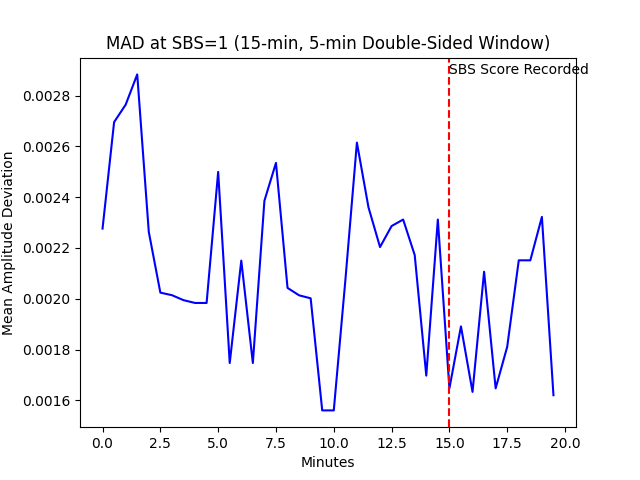 MAD at SBS=1 (15-min, 5-min Double-Sided Window)
SBS Score Recorded
0.0028
0.0026
0.0024
0.0022
0.0020
0.0018
0.0016
Mean Amplitude Deviation
0.0 2.5 5.0 7.5 10.0 12.5 15.0 17.5 20.0
Minutes